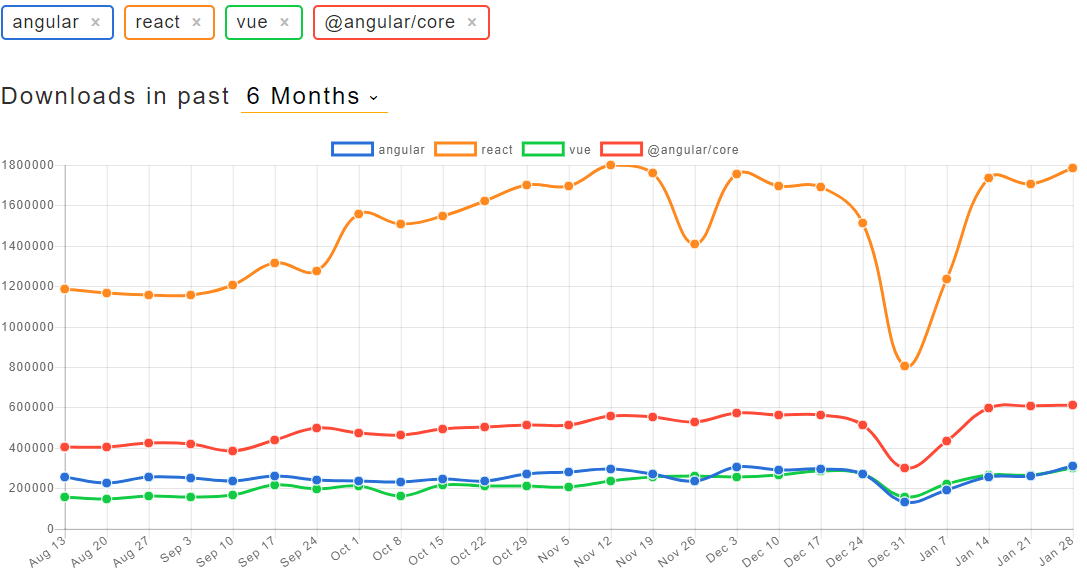 angular × react × vue × @angular/core ×
Downloads in past 6 Months
angular react vue @angular/core
1800000
1600000
1400000
1200000
1000000
800000
600000
400000
200000
0
Aug 13 Aug 20 Aug 27 Sep 3 Sep 10 Sep 17 Sep 24 Oct 1 Oct 8 Oct 15 Oct 22 Oct 29 Nov 5 Nov 12 Nov 19 Nov 26 Dec 3 Dec 10 Dec 17 Dec 24 Dec 31 Jan 7 Jan 14 Jan 21 Jan 28